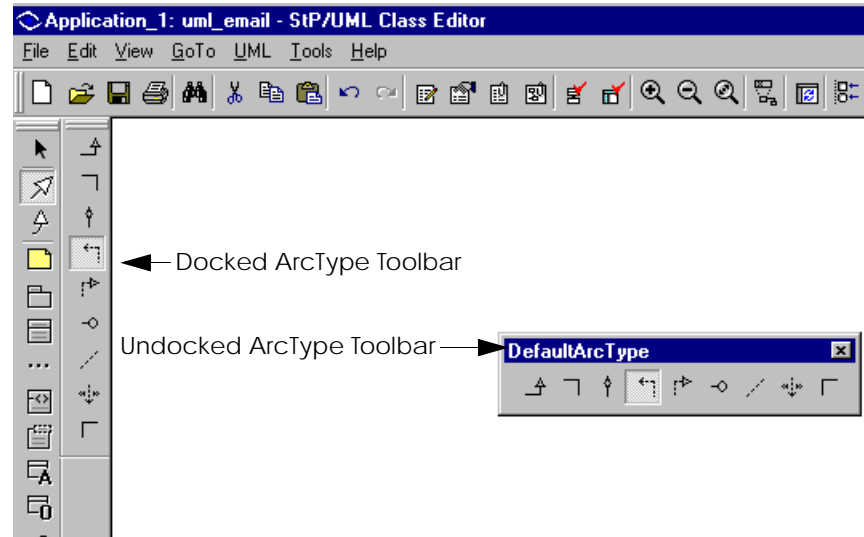 Application_1: uml_email - StP/UML Class Editor
File Edit View GoTo UML Tools Help
Docked ArcType Toolbar
Undocked ArcType Toolbar
DefaultArcType